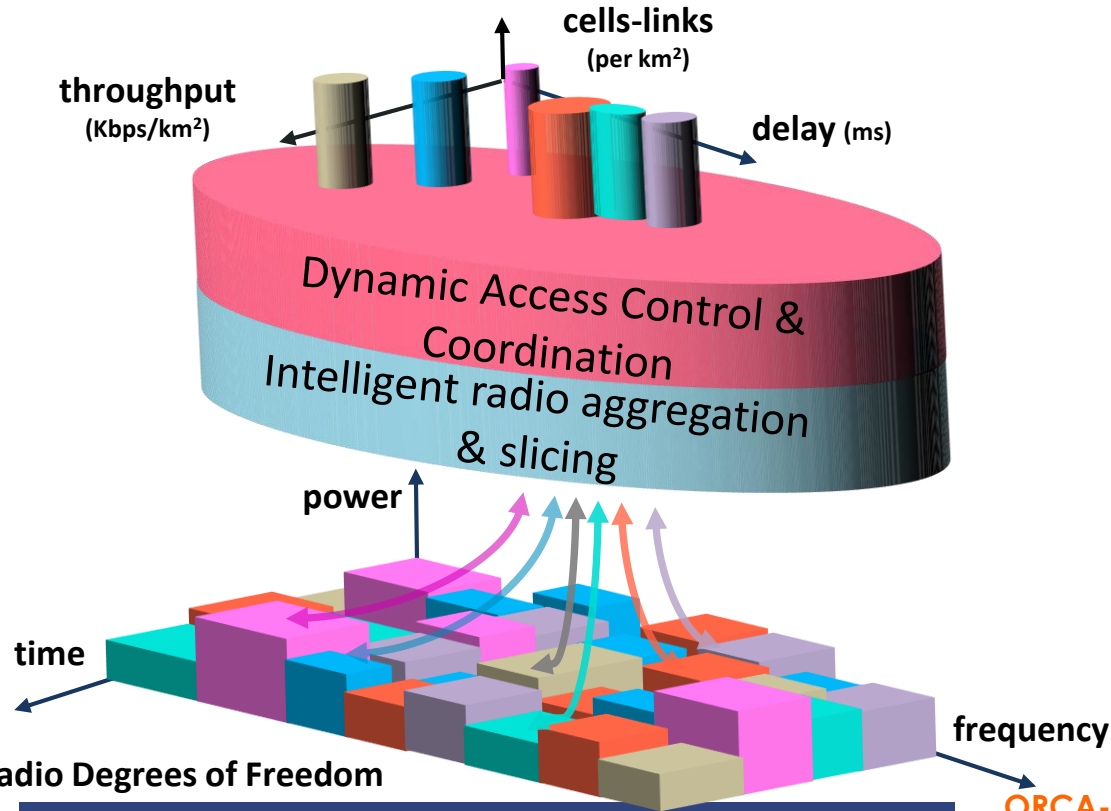 cells-links
(per km²)
throughput
(Kbps/km²)
delay (ms)
Dynamic Access Control &
Coordination
Intelligent radio aggregation
& slicing
power
time
frequency
adio Degrees of Freedom
ORCA-